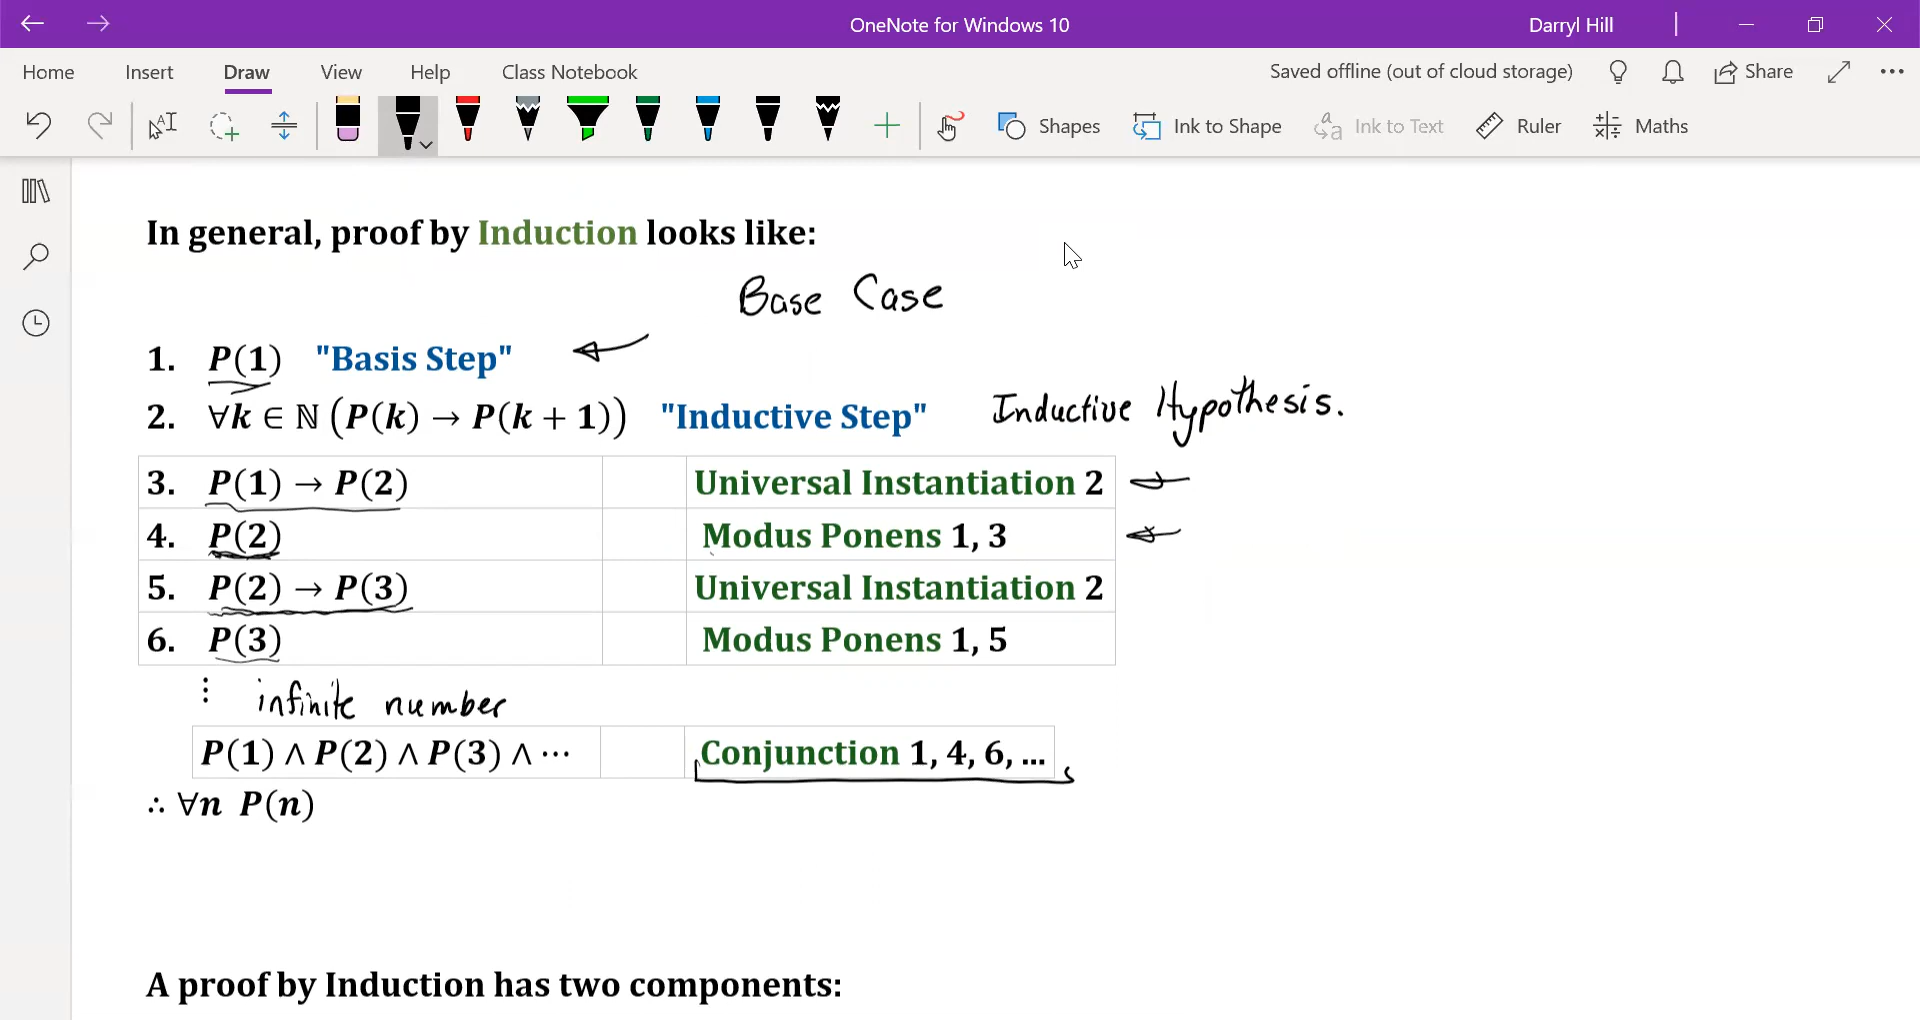 OneNote for Windows 10
Darryl Hill
Home Insert Draw View Help Class Notebook
Saved offline (out of cloud storage) Share
Shapes Ink to Shape Ink to Text Ruler Maths
In general, proof by Induction looks like:
Base Case
1. P(1) "Basis Step"
2. ∀k ∈ ℕ (P(k) → P(k + 1)) "Inductive Step" Inductive Hypothesis.
3. P(1) → P(2) Universal Instantiation 2
4. P(2) Modus Ponens 1, 3
5. P(2) → P(3) Universal Instantiation 2
6. P(3) Modus Ponens 1, 5
⋮ infinite number
P(1) ∧ P(2) ∧ P(3) ∧ ⋯ Conjunction 1, 4, 6, ...
∴ ∀n P(n)
A proof by Induction has two components: